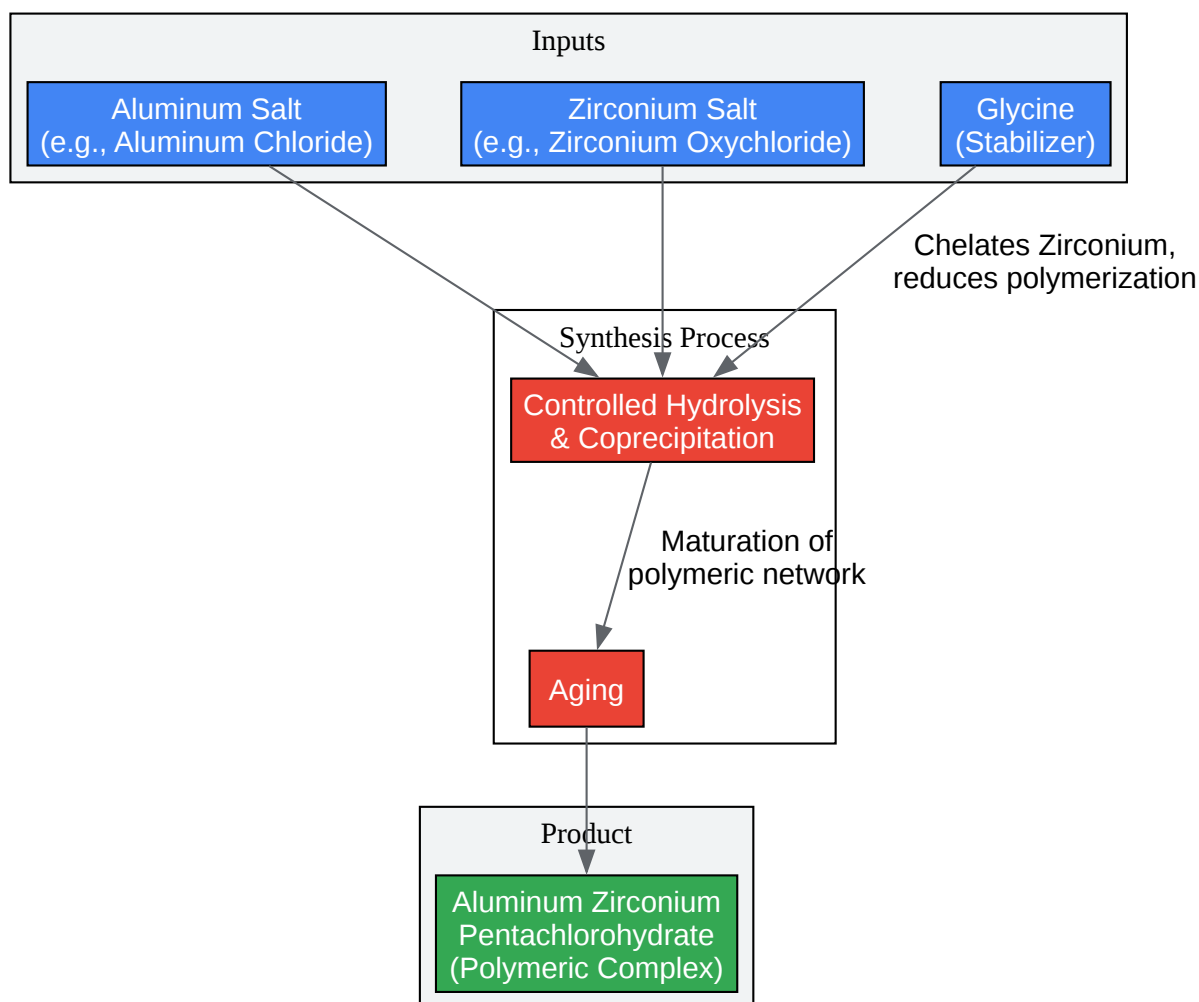 Inputs
Aluminum Salt
(e.g., Aluminum Chloride)
Zirconium Salt
(e.g., Zirconium Oxychloride)
Glycine
(Stabilizer)
Chelates Zirconium,
reduces polymerization
Synthesis Process
Controlled Hydrolysis
& Coprecipitation
Maturation of
polymeric network
Aging
Product
Aluminum Zirconium
Pentachlorohydrate
(Polymeric Complex)